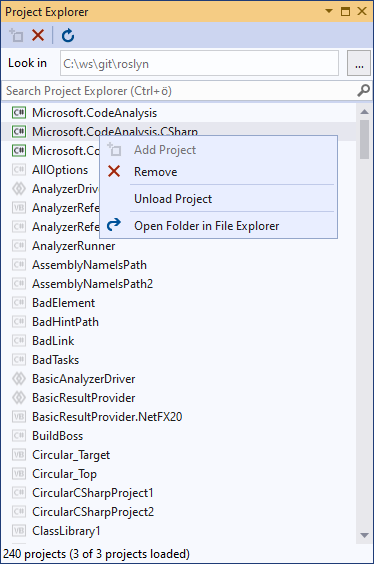 Project Explorer
Look in C:\ws\git\roslyn ...
Search Project Explorer (Ctrl+ö)
C# Microsoft.CodeAnalysis
C# Microsoft.CodeAnalysis.CSharp
C# Microsoft.Co
Add Project
Remove
Unload Project
Open Folder in File Explorer
C# AllOptions
AnalyzerDrive
VB AnalyzerRefe
C# AnalyzerRefe
C# AnalyzerRunner
C# AssemblyNameIsPath
C# AssemblyNameIsPath2
C# BadElement
C# BadHintPath
C# BadLink
C# BadTasks
BasicAnalyzerDriver
BasicResultProvider
VB BasicResultProvider.NetFX20
C# BuildBoss
VB Circular_Target
VB Circular_Top
C# CircularCSharpProject1
C# CircularCSharpProject2
C# ClassLibrary1
240 projects (3 of 3 projects loaded)